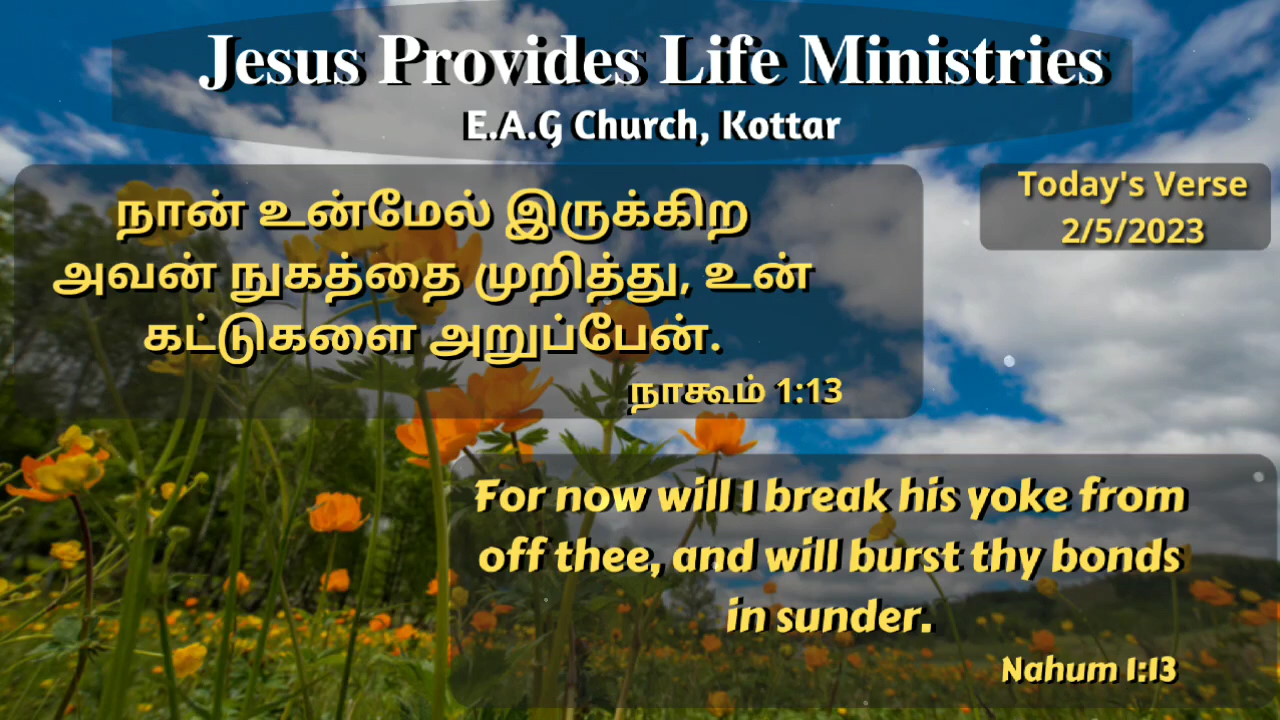 Jesus Provides Life Ministries
E.A.G Church, Kottar
நான் உன்மேல் இருக்கிற
அவன் நுகத்தை முறித்து, உன்
கட்டுகளை அறுப்பேன்.
நாகூம் 1:13
Today's Verse
2/5/2023
For now will I break his yoke from
off thee, and will burst thy bonds
in sunder.
Nahum 1:13